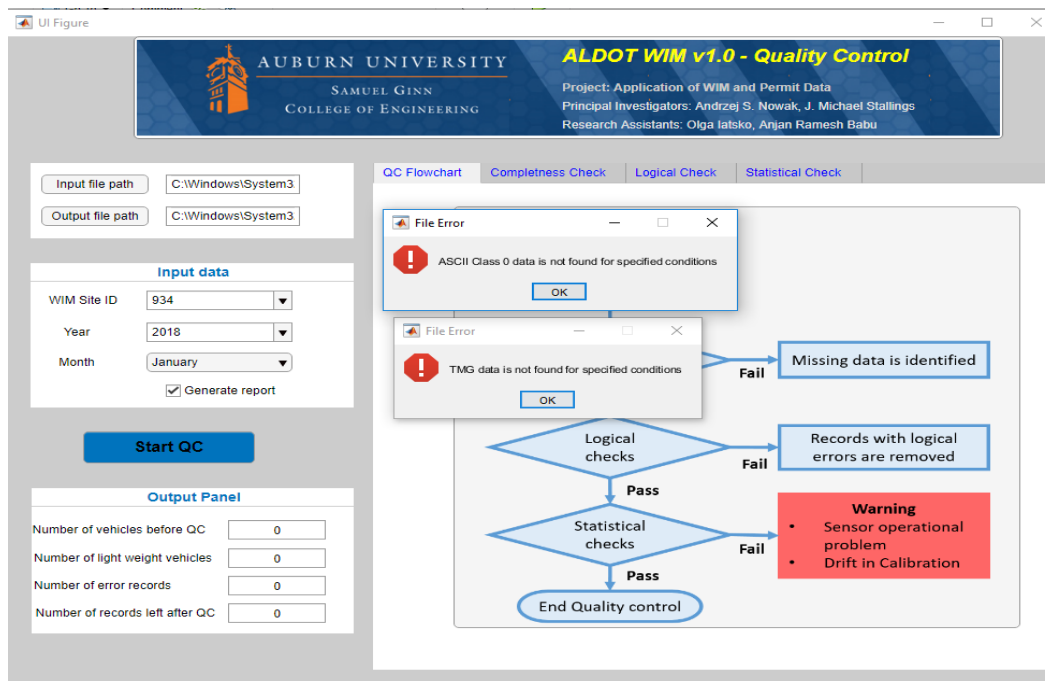 UI Figure
AUBURN UNIVERSITY
SAMUEL GINN
COLLEGE OF ENGINEERING
ALDOT WIM v1.0 - Quality Control
Project: Application of WIM and Permit Data
Principal Investigators: Andrzej S. Nowak, J. Michael Stallings
Research Assistants: Olga Iatsko, Anjan Ramesh Babu
Input file path C:\Windows\System3
Output file path C:\Windows\System3
Input data
WIM Site ID 934
Year 2018
Month January
Generate report
Start QC
Output Panel
Number of vehicles before QC 0
Number of light weight vehicles 0
Number of error records 0
Number of records left after QC 0
QC Flowchart Completness Check Logical Check Statistical Check
File Error
ASCII Class 0 data is not found for specified conditions
OK
File Error
TMG data is not found for specified conditions
OK
Fail
Missing data is identified
Logical
checks
Fail
Records with logical
errors are removed
Pass
Statistical
checks
Fail
Warning
• Sensor operational
problem
• Drift in Calibration
Pass
End Quality control